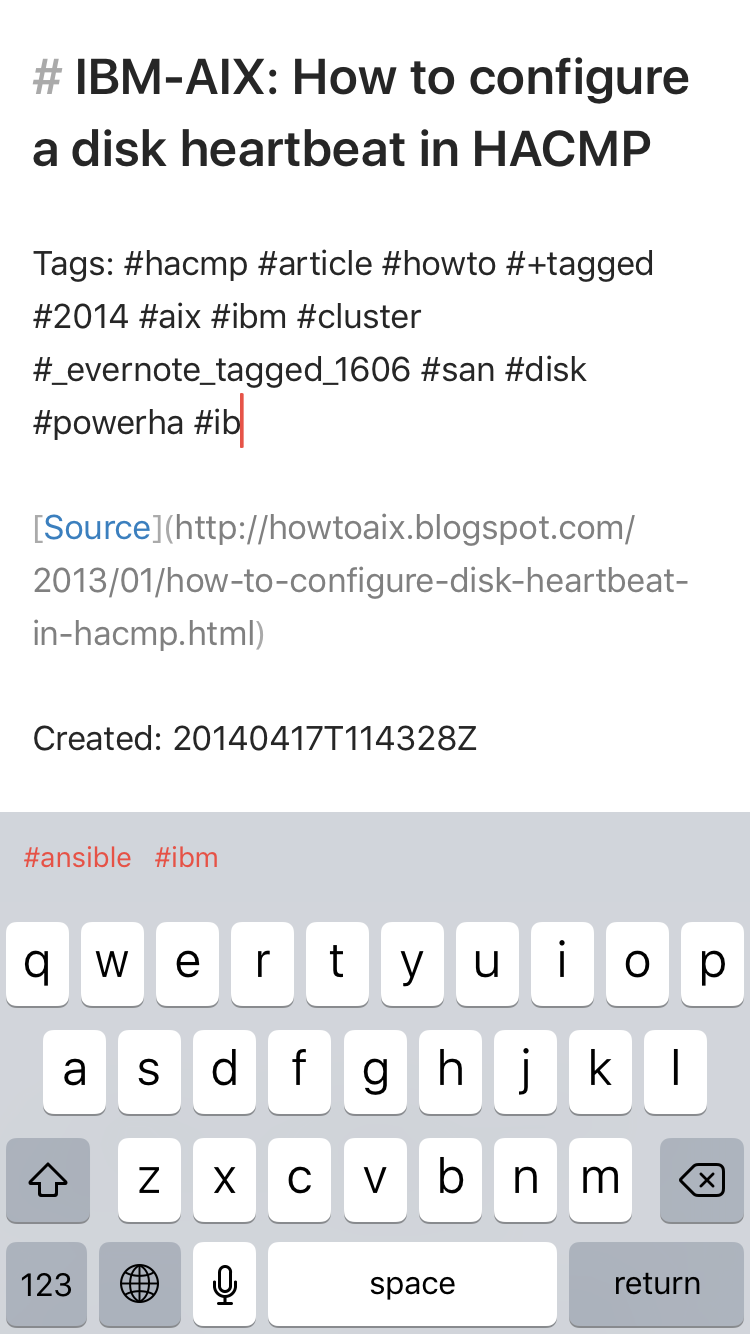 # IBM-AIX: How to configure
a disk heartbeat in HACMP
Tags: #hacmp #article #howto #+tagged
#2014 #aix #ibm #cluster
#_evernote_tagged_1606 #san #disk
#powerha #ib
[Source](http://howtoaix.blogspot.com/
2013/01/how-to-configure-disk-heartbeat-
in-hacmp.html)
Created: 20140417T114328Z
#ansible #ibm
q w e r t y u i o p
a s d f g h j k l
z x c v b n m
123 space return